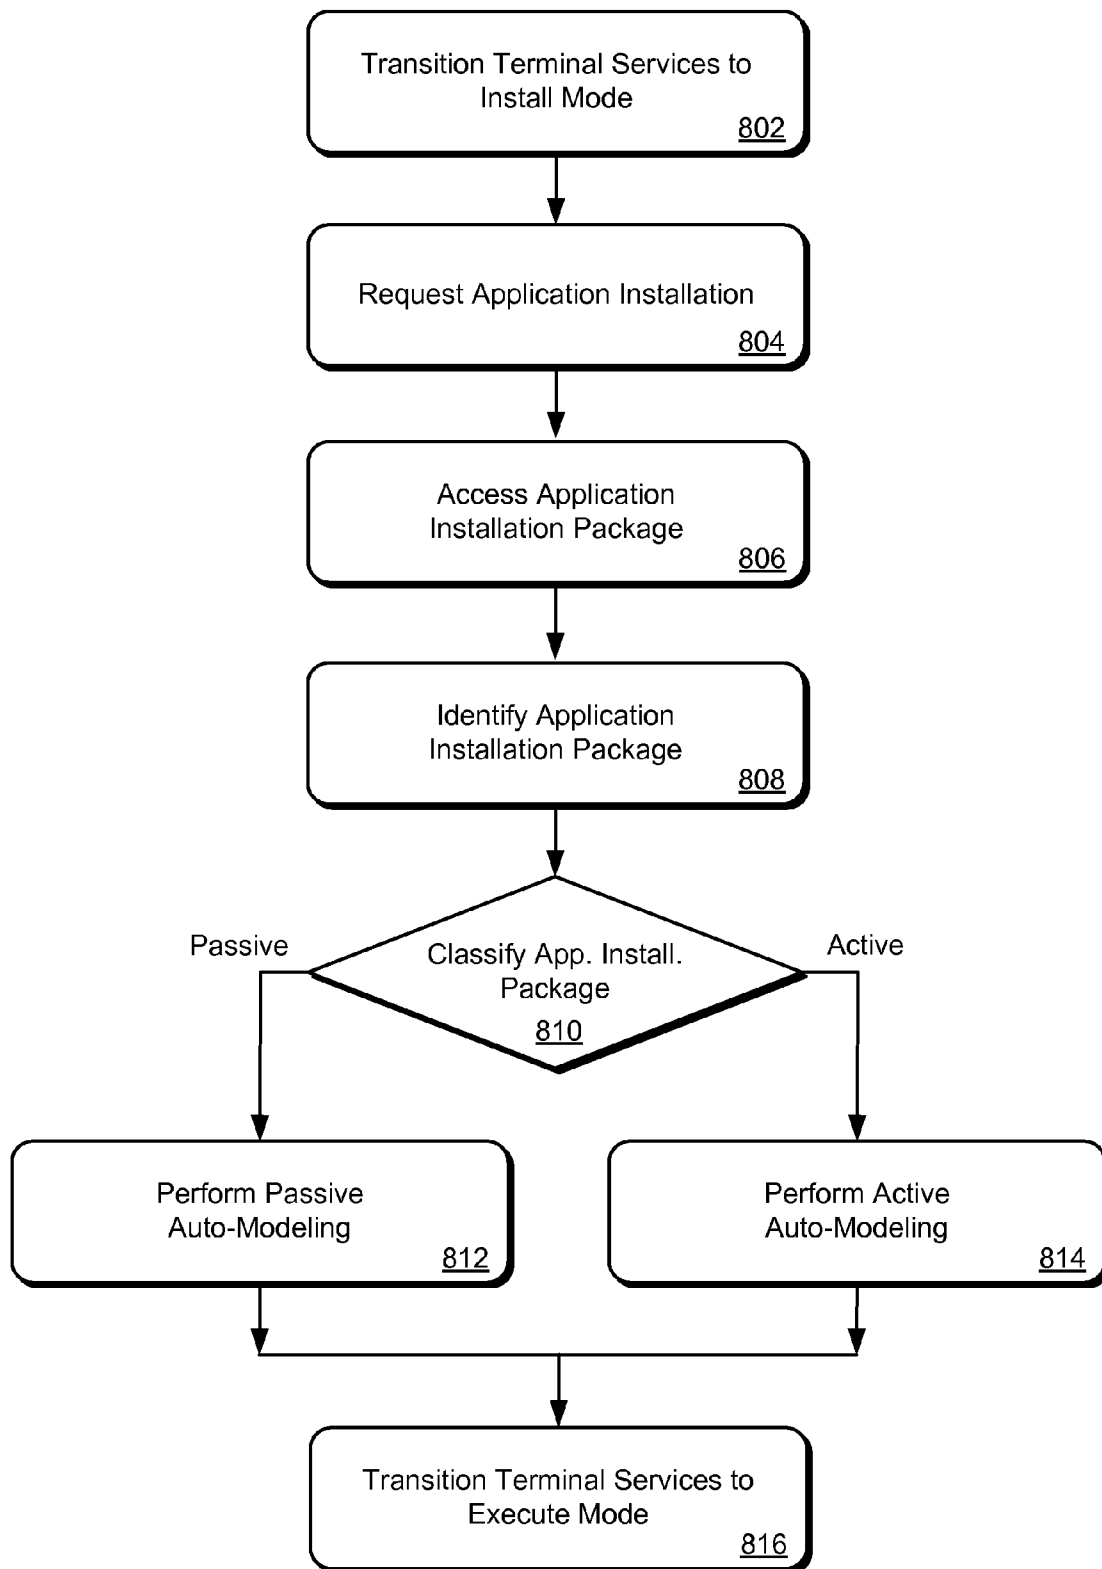 Transition Terminal Services to
Install Mode
802
Request Application Installation
804
Access Application
Installation Package
806
Identify Application
Installation Package
808
Passive
Active
Classify App. Install.
Package
810
Perform Passive
Auto-Modeling
812
Perform Active
Auto-Modeling
814
Transition Terminal Services to
Execute Mode
816